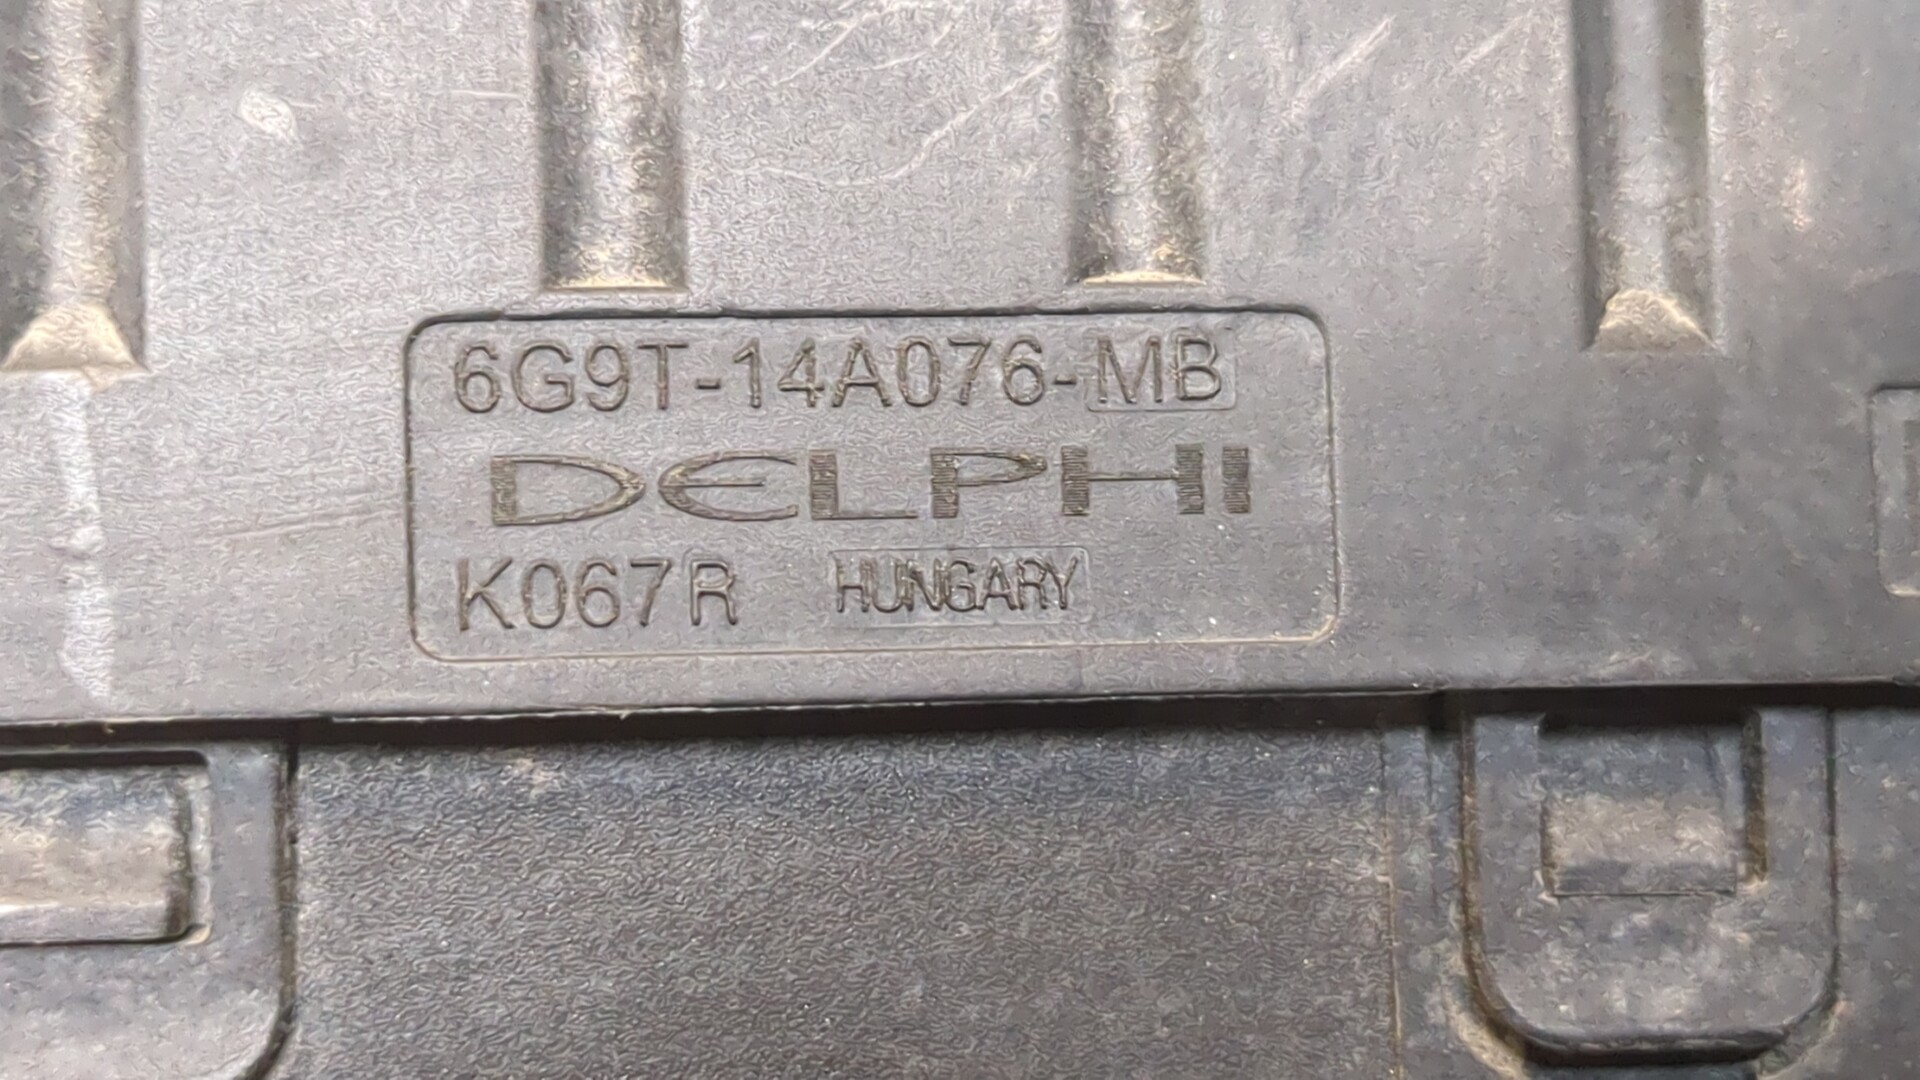 6G9T-14A076-MB
DELPHI
K067R HUNGARY